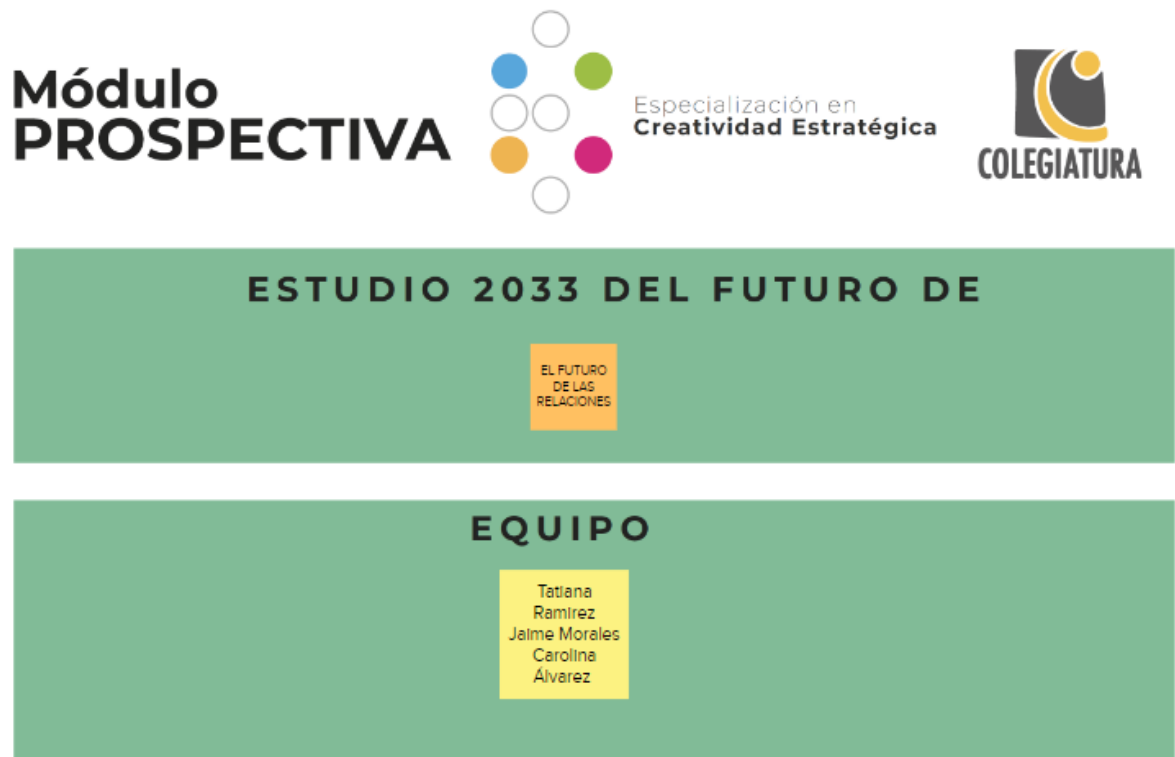 Módulo
PROSPECTIVA
Especialización en
Creatividad Estratégica
COLEGIATURA
ESTUDIO 2033 DEL FUTURO DE
EL FUTURO
DE LAS
RELACIONES
EQUIPO
Tatiana
Ramirez
Jaime Morales
Carolina
Álvarez